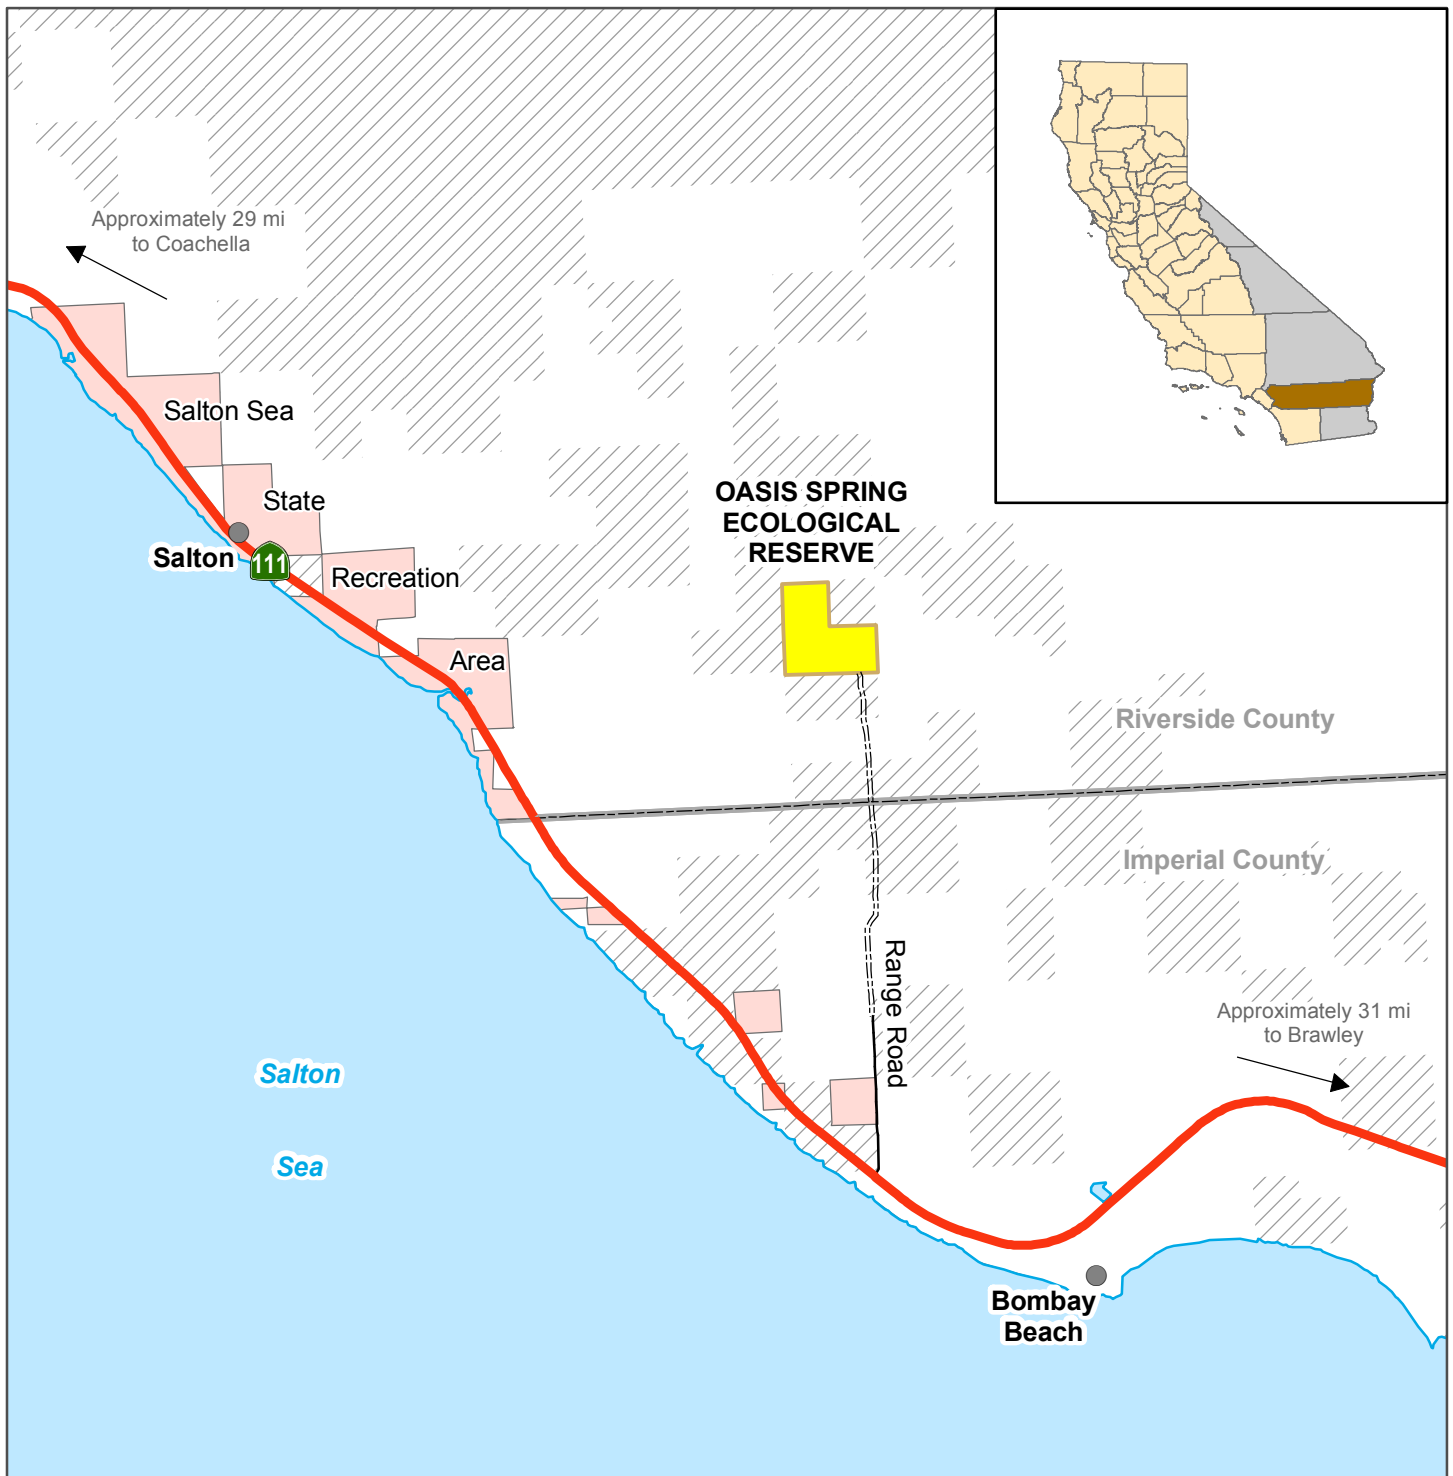 Approximately 29 mi
to Coachella
Salton Sea
State
Salton
111
Recreation
Area
OASIS SPRING
ECOLOGICAL
RESERVE
Riverside County
Imperial County
Range Road
Approximately 31 mi
to Brawley
Salton
Sea
Bombay
Beach